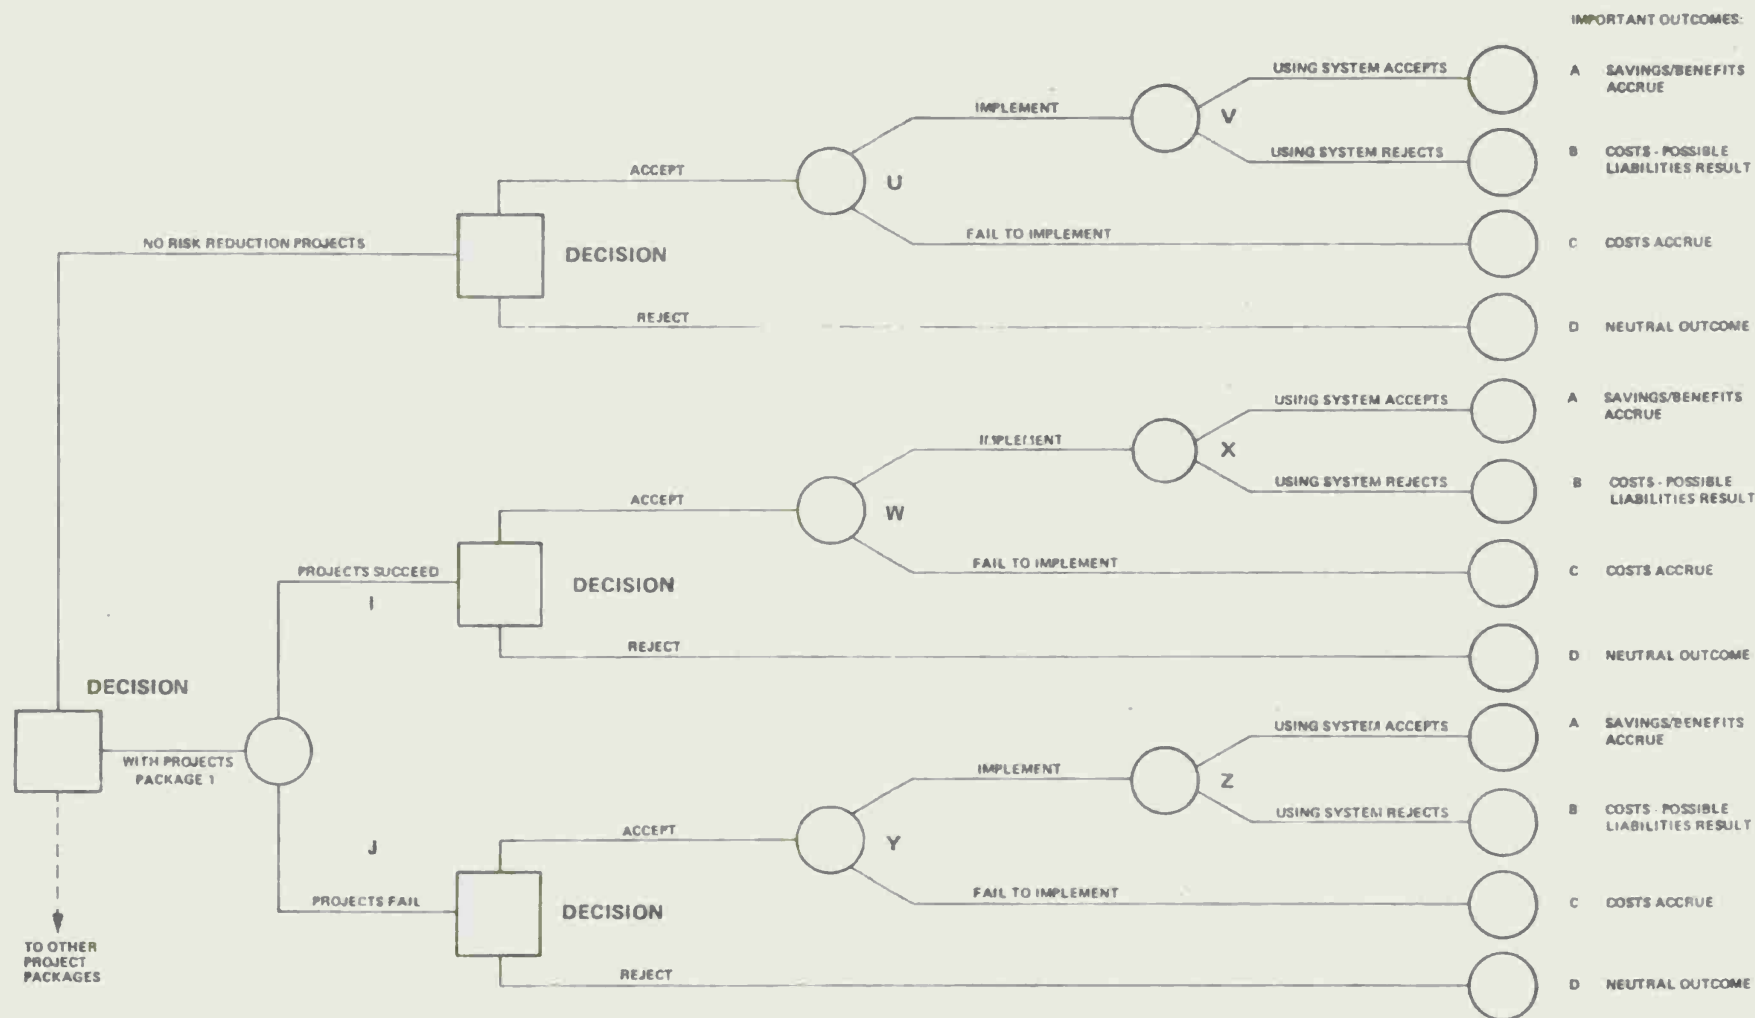 IMPORTANT OUTCOMES:
USING SYSTEM ACCEPTS
A SAVINGS/BENEFITS
ACCRUE
IMPLEMENT
V
USING SYSTEM REJECTS
B COSTS - POSSIBLE
LIABILITIES RESULT
ACCEPT
U
FAIL TO IMPLEMENT
C COSTS ACCRUE
NO RISK REDUCTION PROJECTS
DECISION
REJECT
D NEUTRAL OUTCOME
USING SYSTEM ACCEPTS
A SAVINGS/BENEFITS
ACCRUE
IMPLEMENT
X
USING SYSTEM REJECTS
B COSTS - POSSIBLE
LIABILITIES RESULT
ACCEPT
W
FAIL TO IMPLEMENT
C COSTS ACCRUE
PROJECTS SUCCEED
I
DECISION
REJECT
D NEUTRAL OUTCOME
DECISION
WITH PROJECTS
PACKAGE 1
USING SYSTEM ACCEPTS
A SAVINGS/BENEFITS
ACCRUE
IMPLEMENT
Z
USING SYSTEM REJECTS
B COSTS - POSSIBLE
LIABILITIES RESULT
ACCEPT
Y
J
FAIL TO IMPLEMENT
C COSTS ACCRUE
PROJECTS FAIL
DECISION
REJECT
D NEUTRAL OUTCOME
TO OTHER
PROJECT
PACKAGES